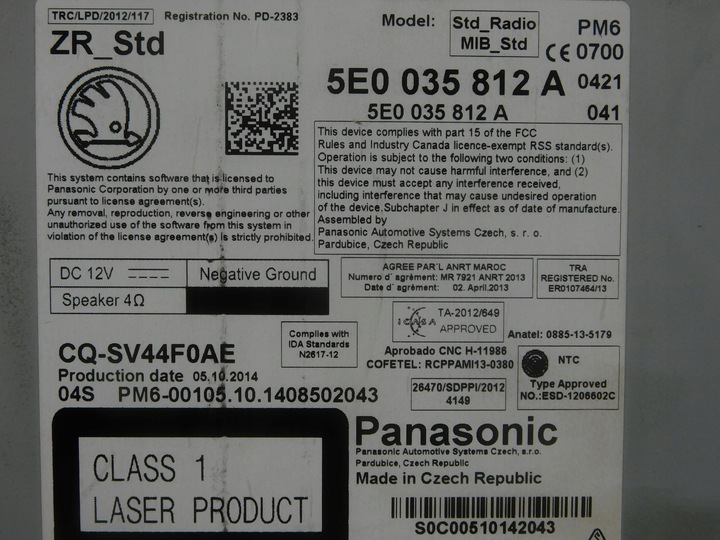 TRC/LPD/2012/117 Registration No. PD-2383
ZR_Std
Model: Std_Radio
MIB_Std
PM6
CE 0700
5E0 035 812 A 0421
5E0 035 812 A 041
This system contains software that is licensed to
Panasonic Corporation by one or more third parties
pursuant to license agreement(s).
Any removal, reproduction, reverse engineering or other
unauthorized use of the software from this system in
violation of the license agreement(s) is strictly prohibited.
This device complies with part 15 of the FCC
Rules and Industry Canada licence-exempt RSS standard(s).
Operation is subject to the following two conditions: (1)
This device may not cause harmful interference, and (2)
this device must accept any interference received,
including interference that may cause undesired operation
of the device.Subchapter J in effect as of date of manufacture.
Assembled by
Panasonic Automotive Systems Czech, s. r. o.
Pardubice, Czech Republic
DC 12V
Negative Ground
Speaker 4Ω
AGREE PAR'L ANRT MAROC
Numero d' agrèment: MR 7921 ANRT 2013
Date d' agrèment: 02. April.2013
TRA
REGISTERED No.
ER0107464/13
ICASA TA-2012/649
APPROVED
Anatel: 0885-13-5179
Complies with
IDA Standards
N2617-12
CQ-SV44F0AE
Production date 05.10.2014
04S PM6-00105.10.1408502043
Aprobado CNC H-11986
COFETEL: RCPPAMI13-0380
26470/SDPPI/2012
4149
NTC
Type Approved
NO.:ESD-1206602C
CLASS 1
LASER PRODUCT
Panasonic
Panasonic Automotive Systems Czech, s.r.o.
Pardubice, Czech Republic
Made in Czech Republic
S0C00510142043